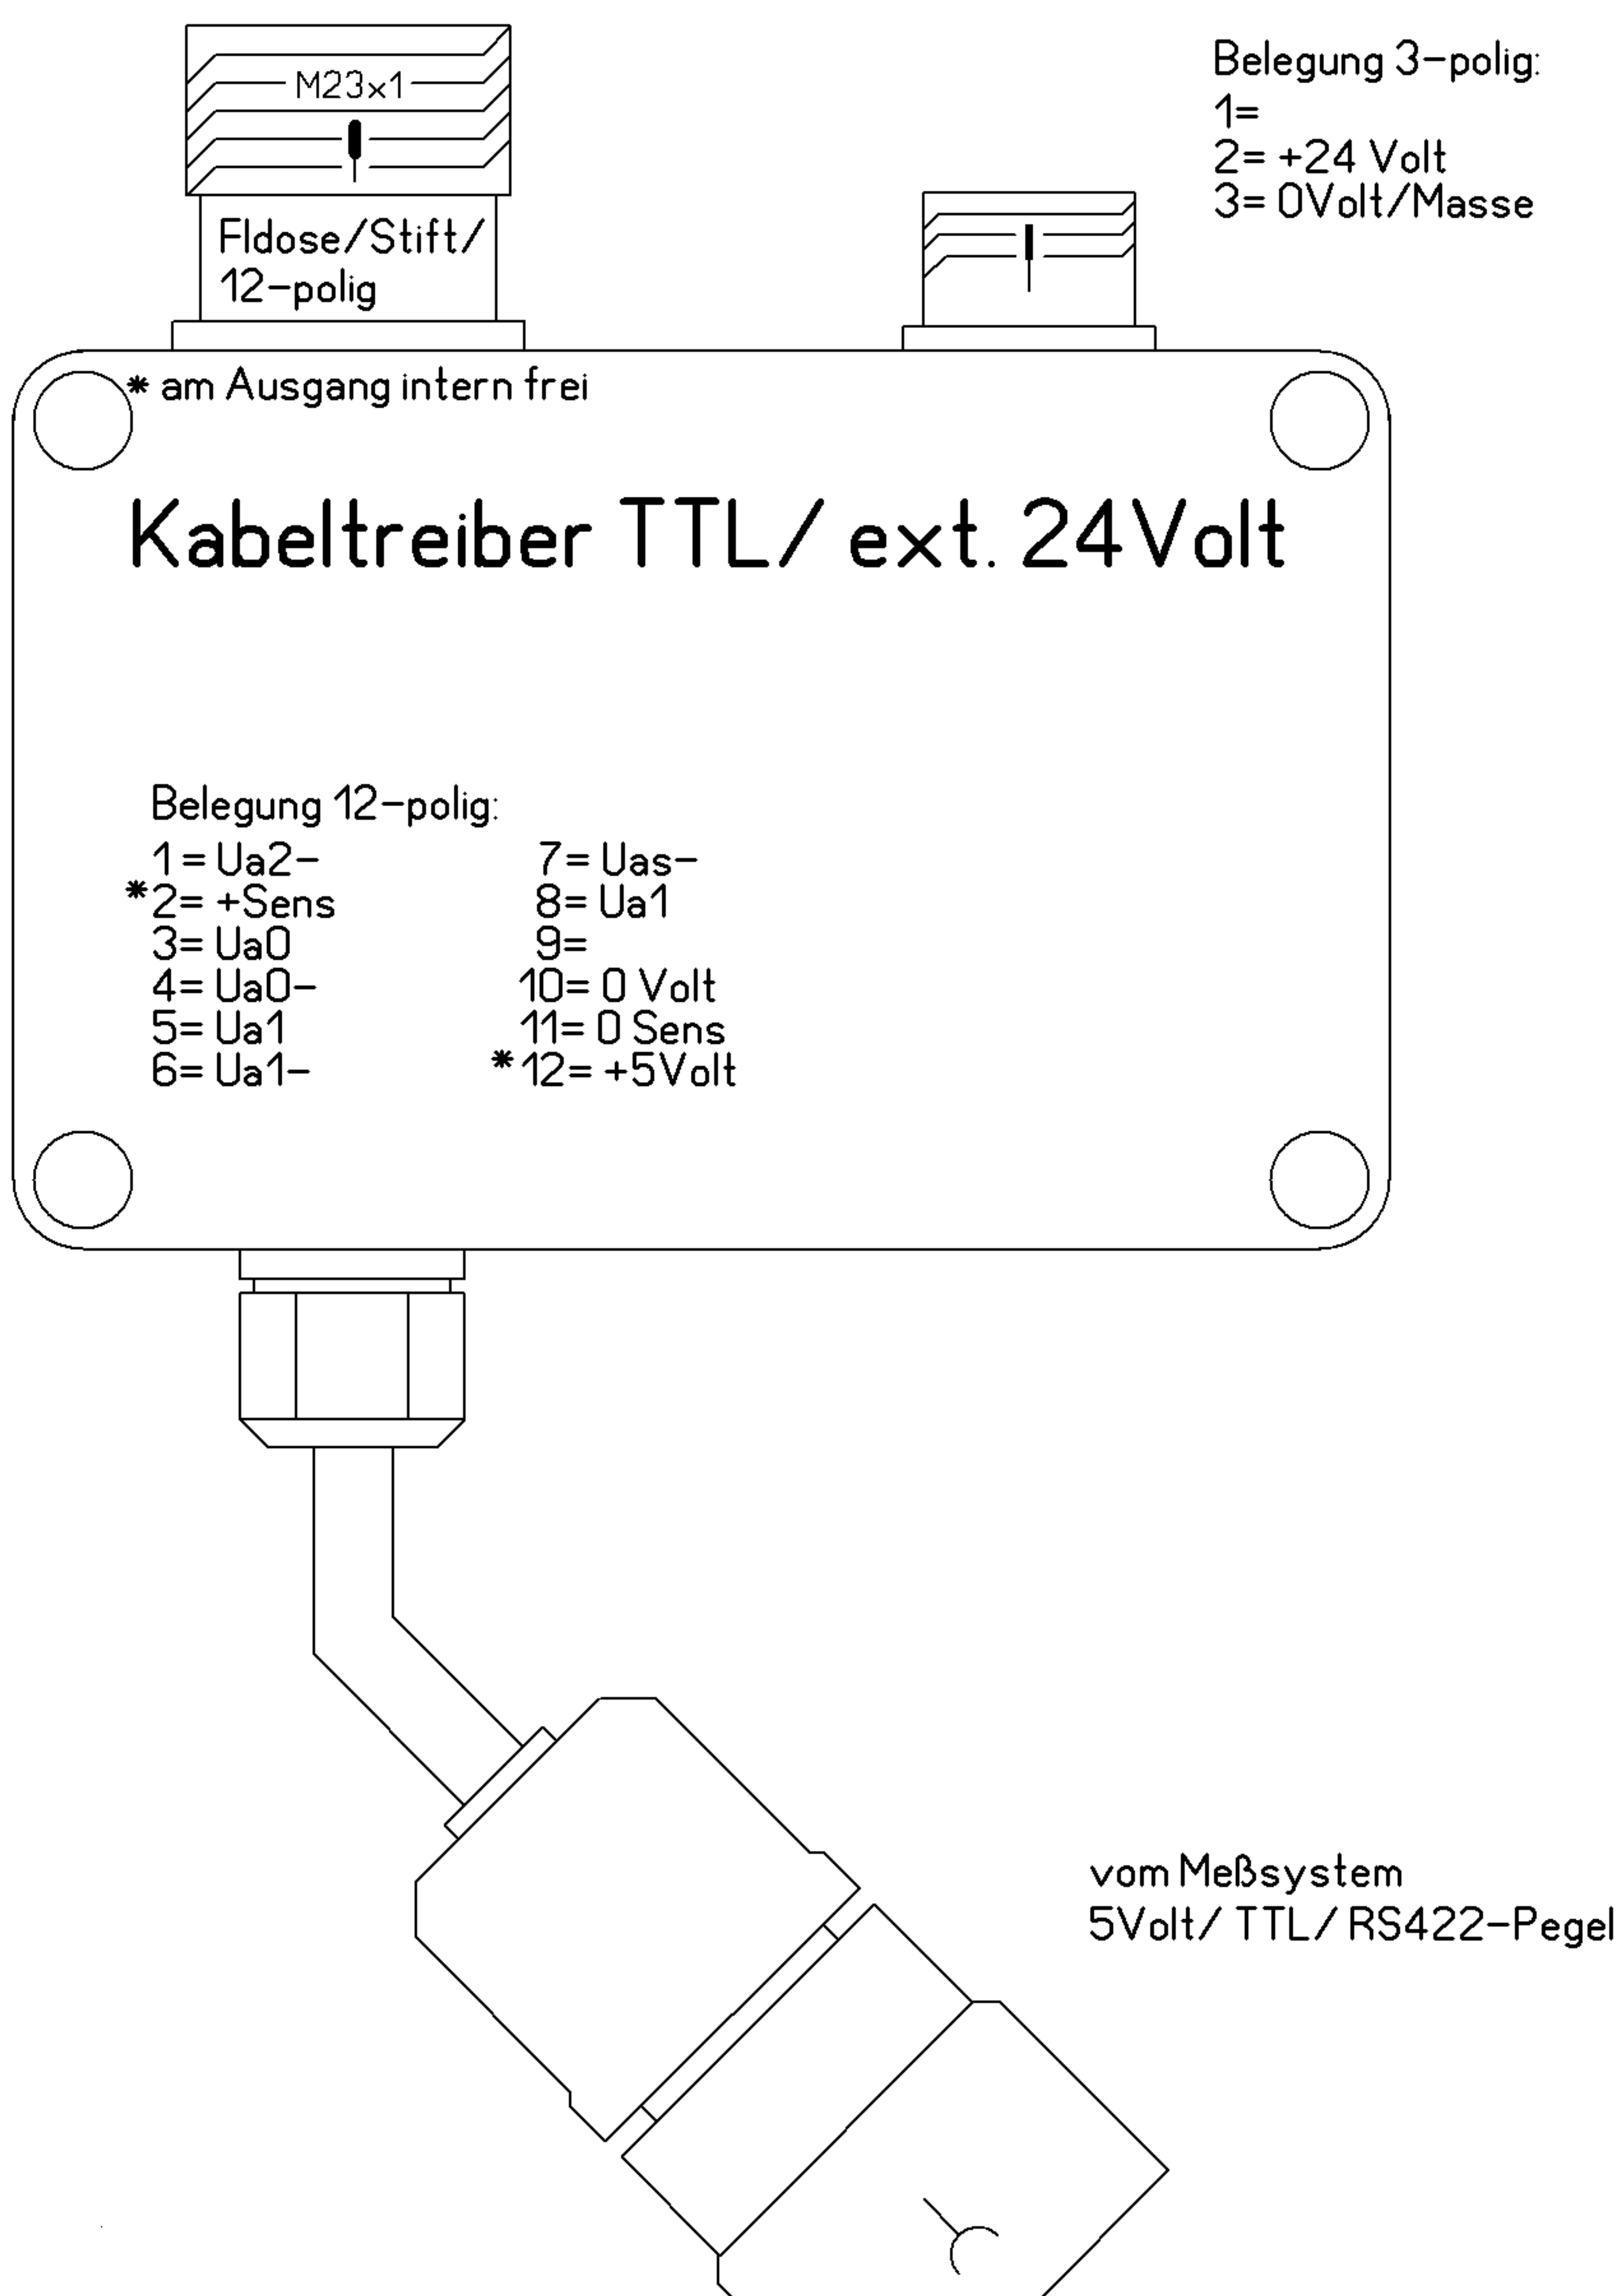 M23x1
Fldose/Stift/
12-polig
Belegung 3-polig:
1=
2= +24 Volt
3= 0Volt/Masse
* am Ausgang intern frei
Kabeltreiber TTL/ ext. 24Volt
Belegung 12-polig:
1= Ua2-
*2= +Sens
3= Ua0
4= Ua0-
5= Ua1
6= Ua1-
7= Uas-
8= Ua1
9=
10= 0 Volt
11= 0 Sens
*12= +5Volt
vom Meßsystem
5Volt/ TTL/ RS422-Pegel